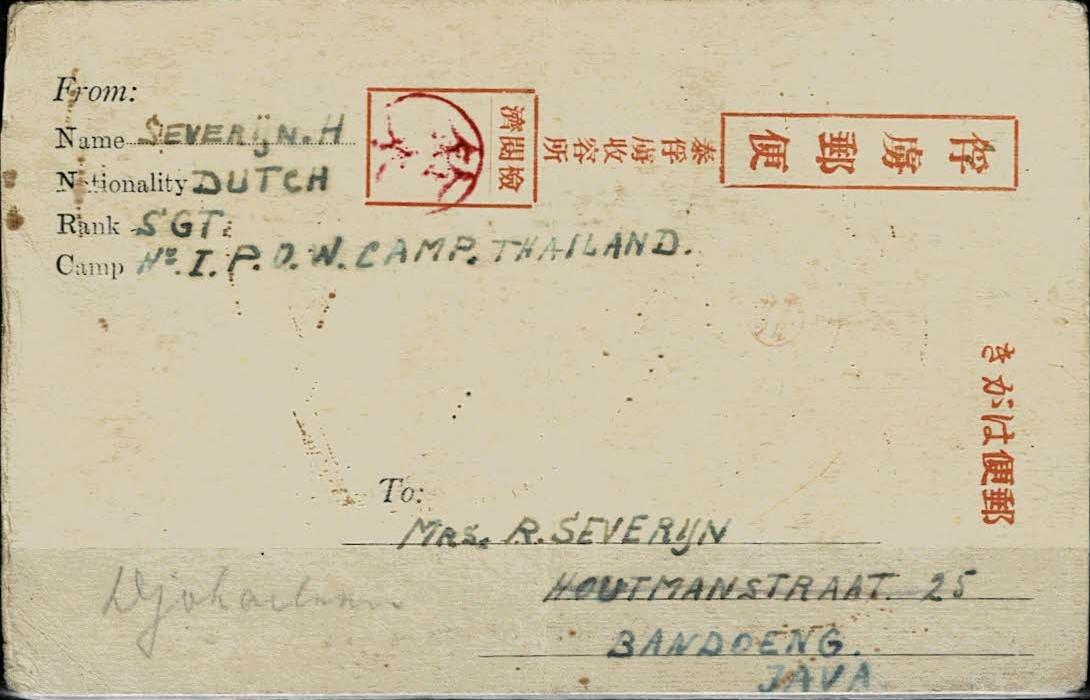 From:
Name SEVERIJN. H
Nationality DUTCH
Rank SGT.
Camp No. I. P. O. W. CAMP. THAILAND.
俘虜郵便
泰俘虜收容所
檢閲濟
きがは便郵
To:
MRS. R. SEVERIJN
HOUTMANSTRAAT. 25
BANDOENG.
JAVA